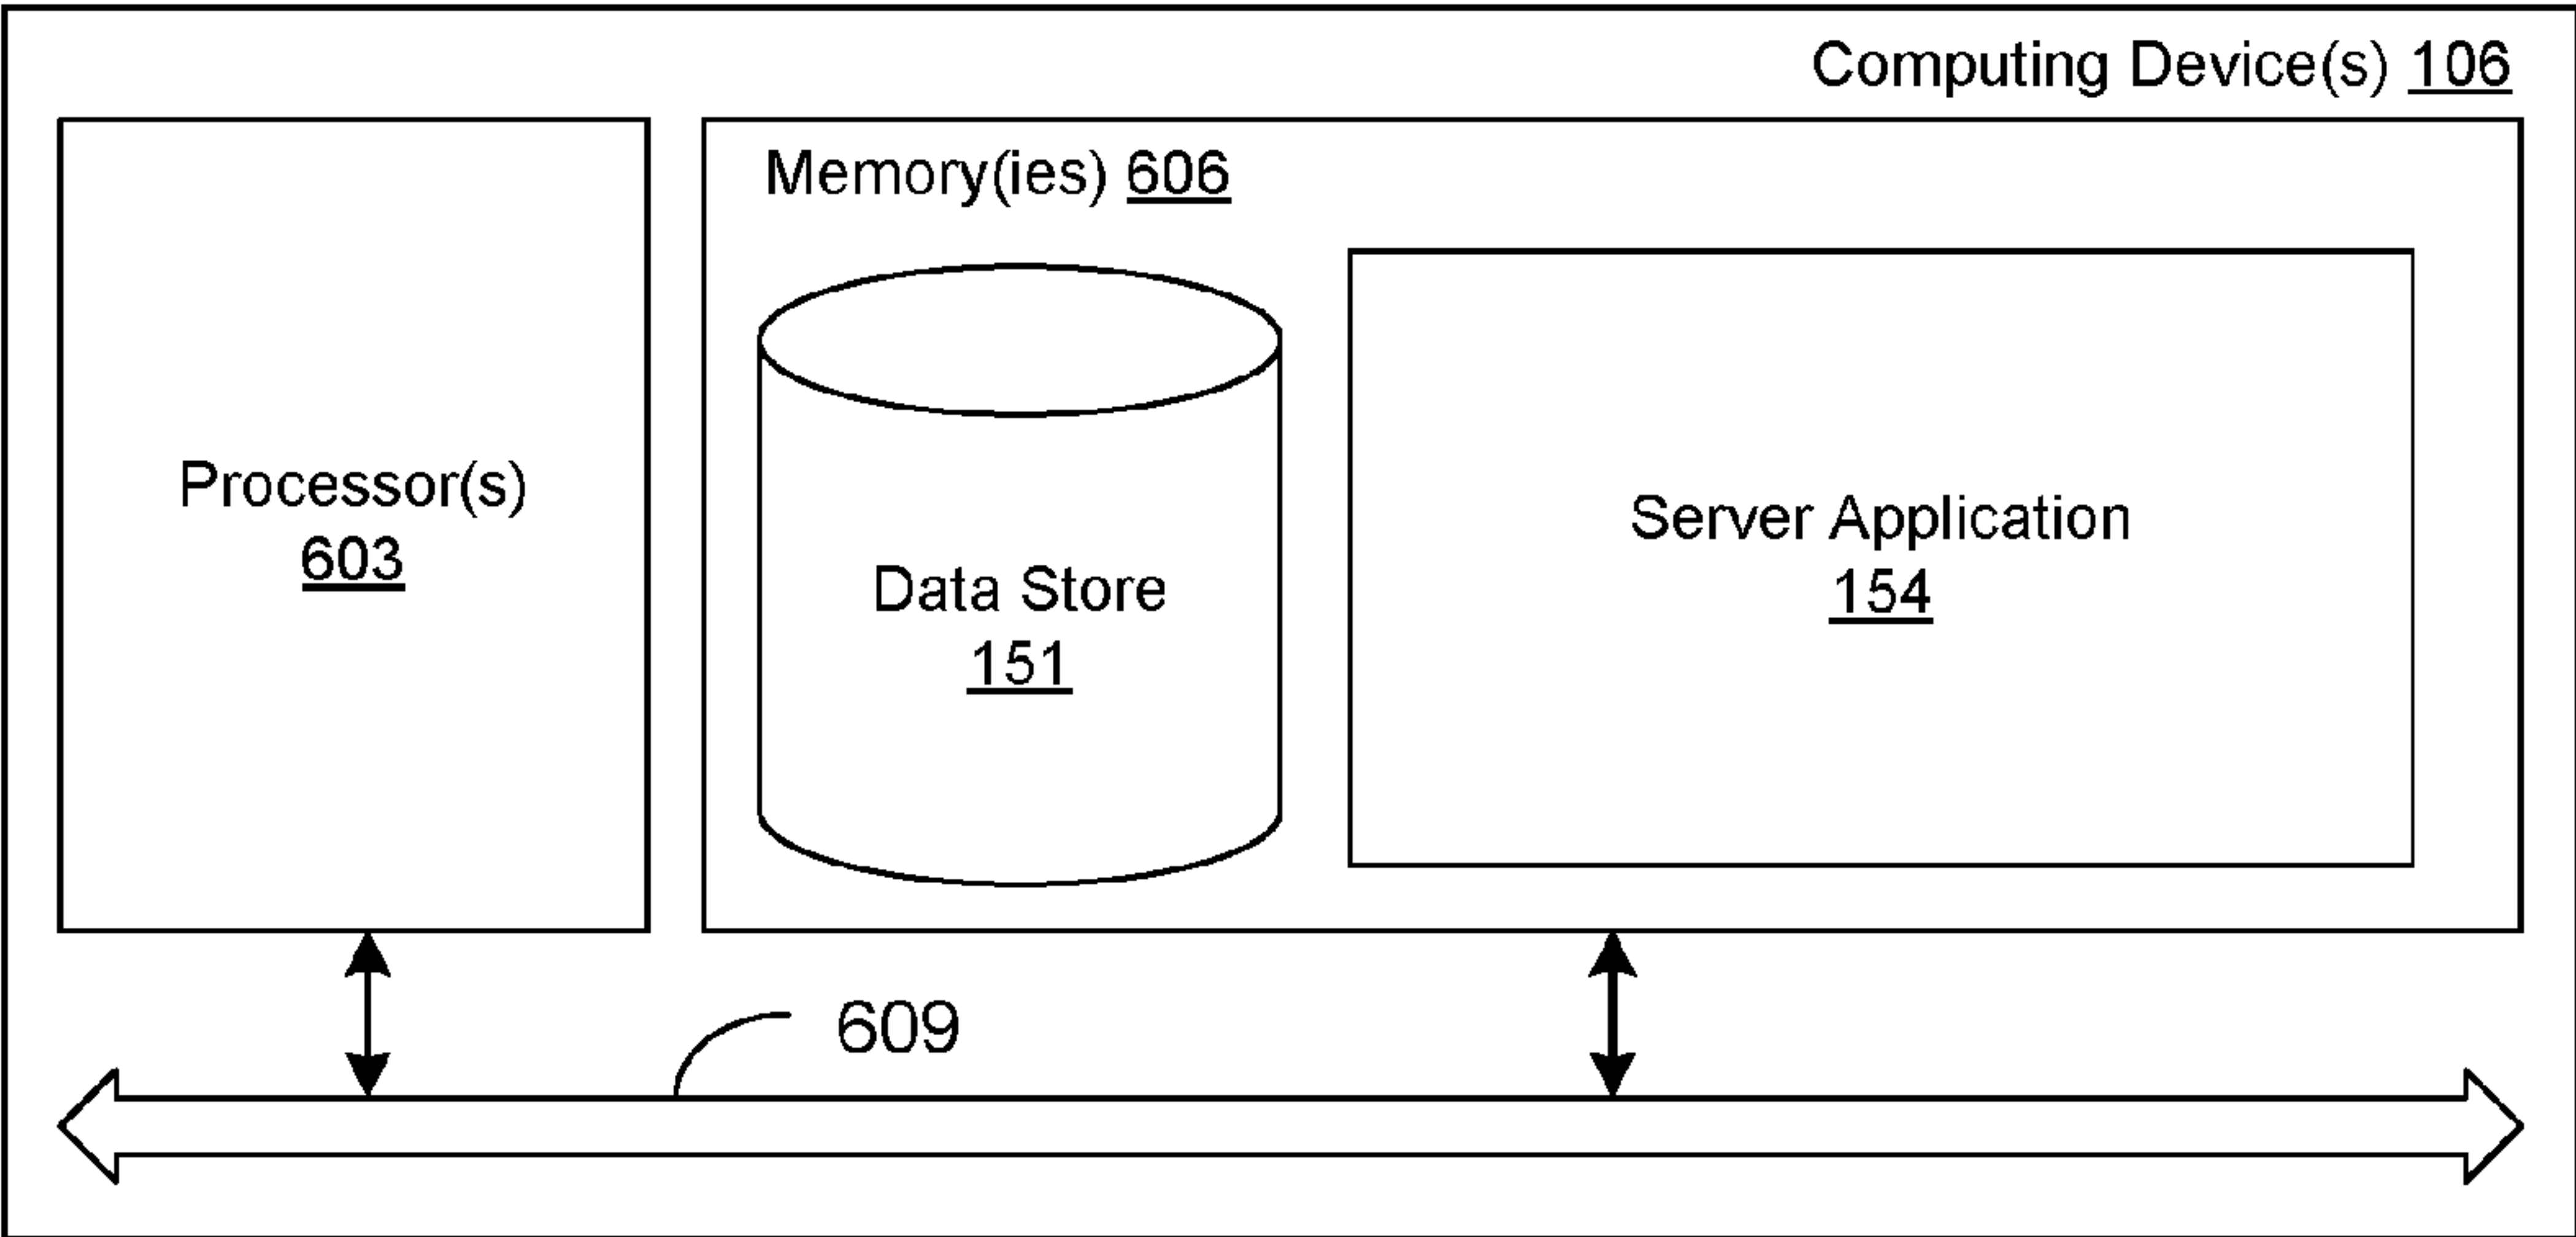 Computing Device(s) 106
Memory(ies) 606
Processor(s)
603
Data Store
151
Server Application
154
609